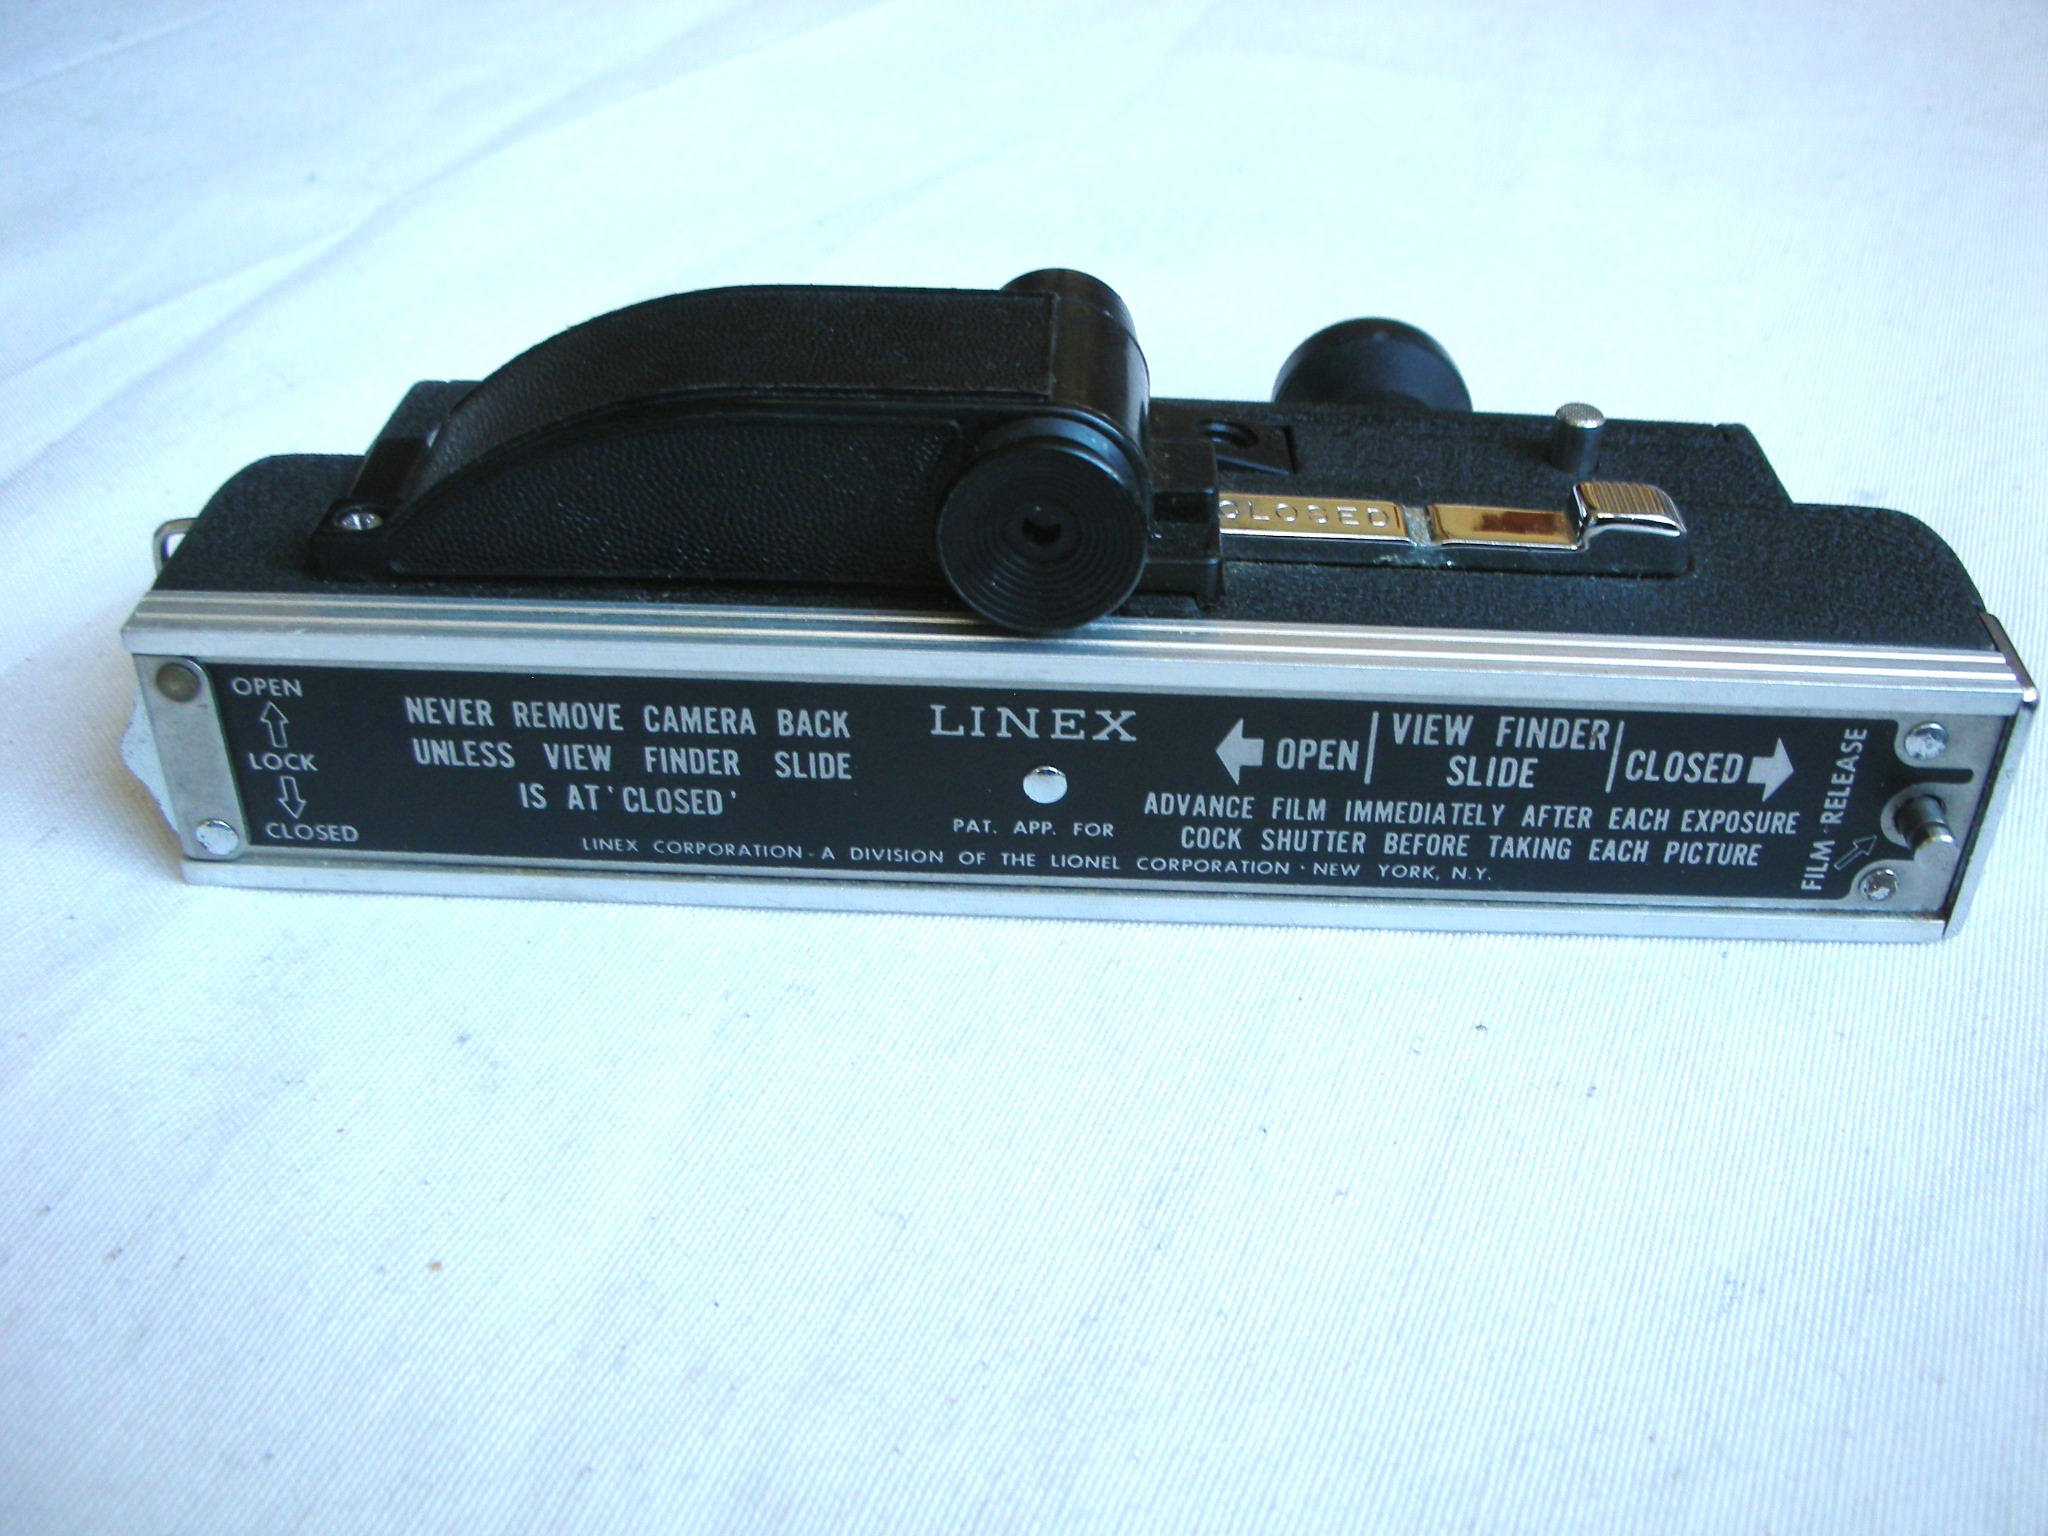 CLOSED
OPEN
LOCK
CLOSED
NEVER REMOVE CAMERA BACK
UNLESS VIEW FINDER SLIDE
IS AT 'CLOSED'
LINEX
PAT. APP. FOR
OPEN
VIEW FINDER
SLIDE
CLOSED
ADVANCE FILM IMMEDIATELY AFTER EACH EXPOSURE
COCK SHUTTER BEFORE TAKING EACH PICTURE
LINEX CORPORATION - A DIVISION OF THE LIONEL CORPORATION · NEW YORK, N.Y.
FILM RELEASE